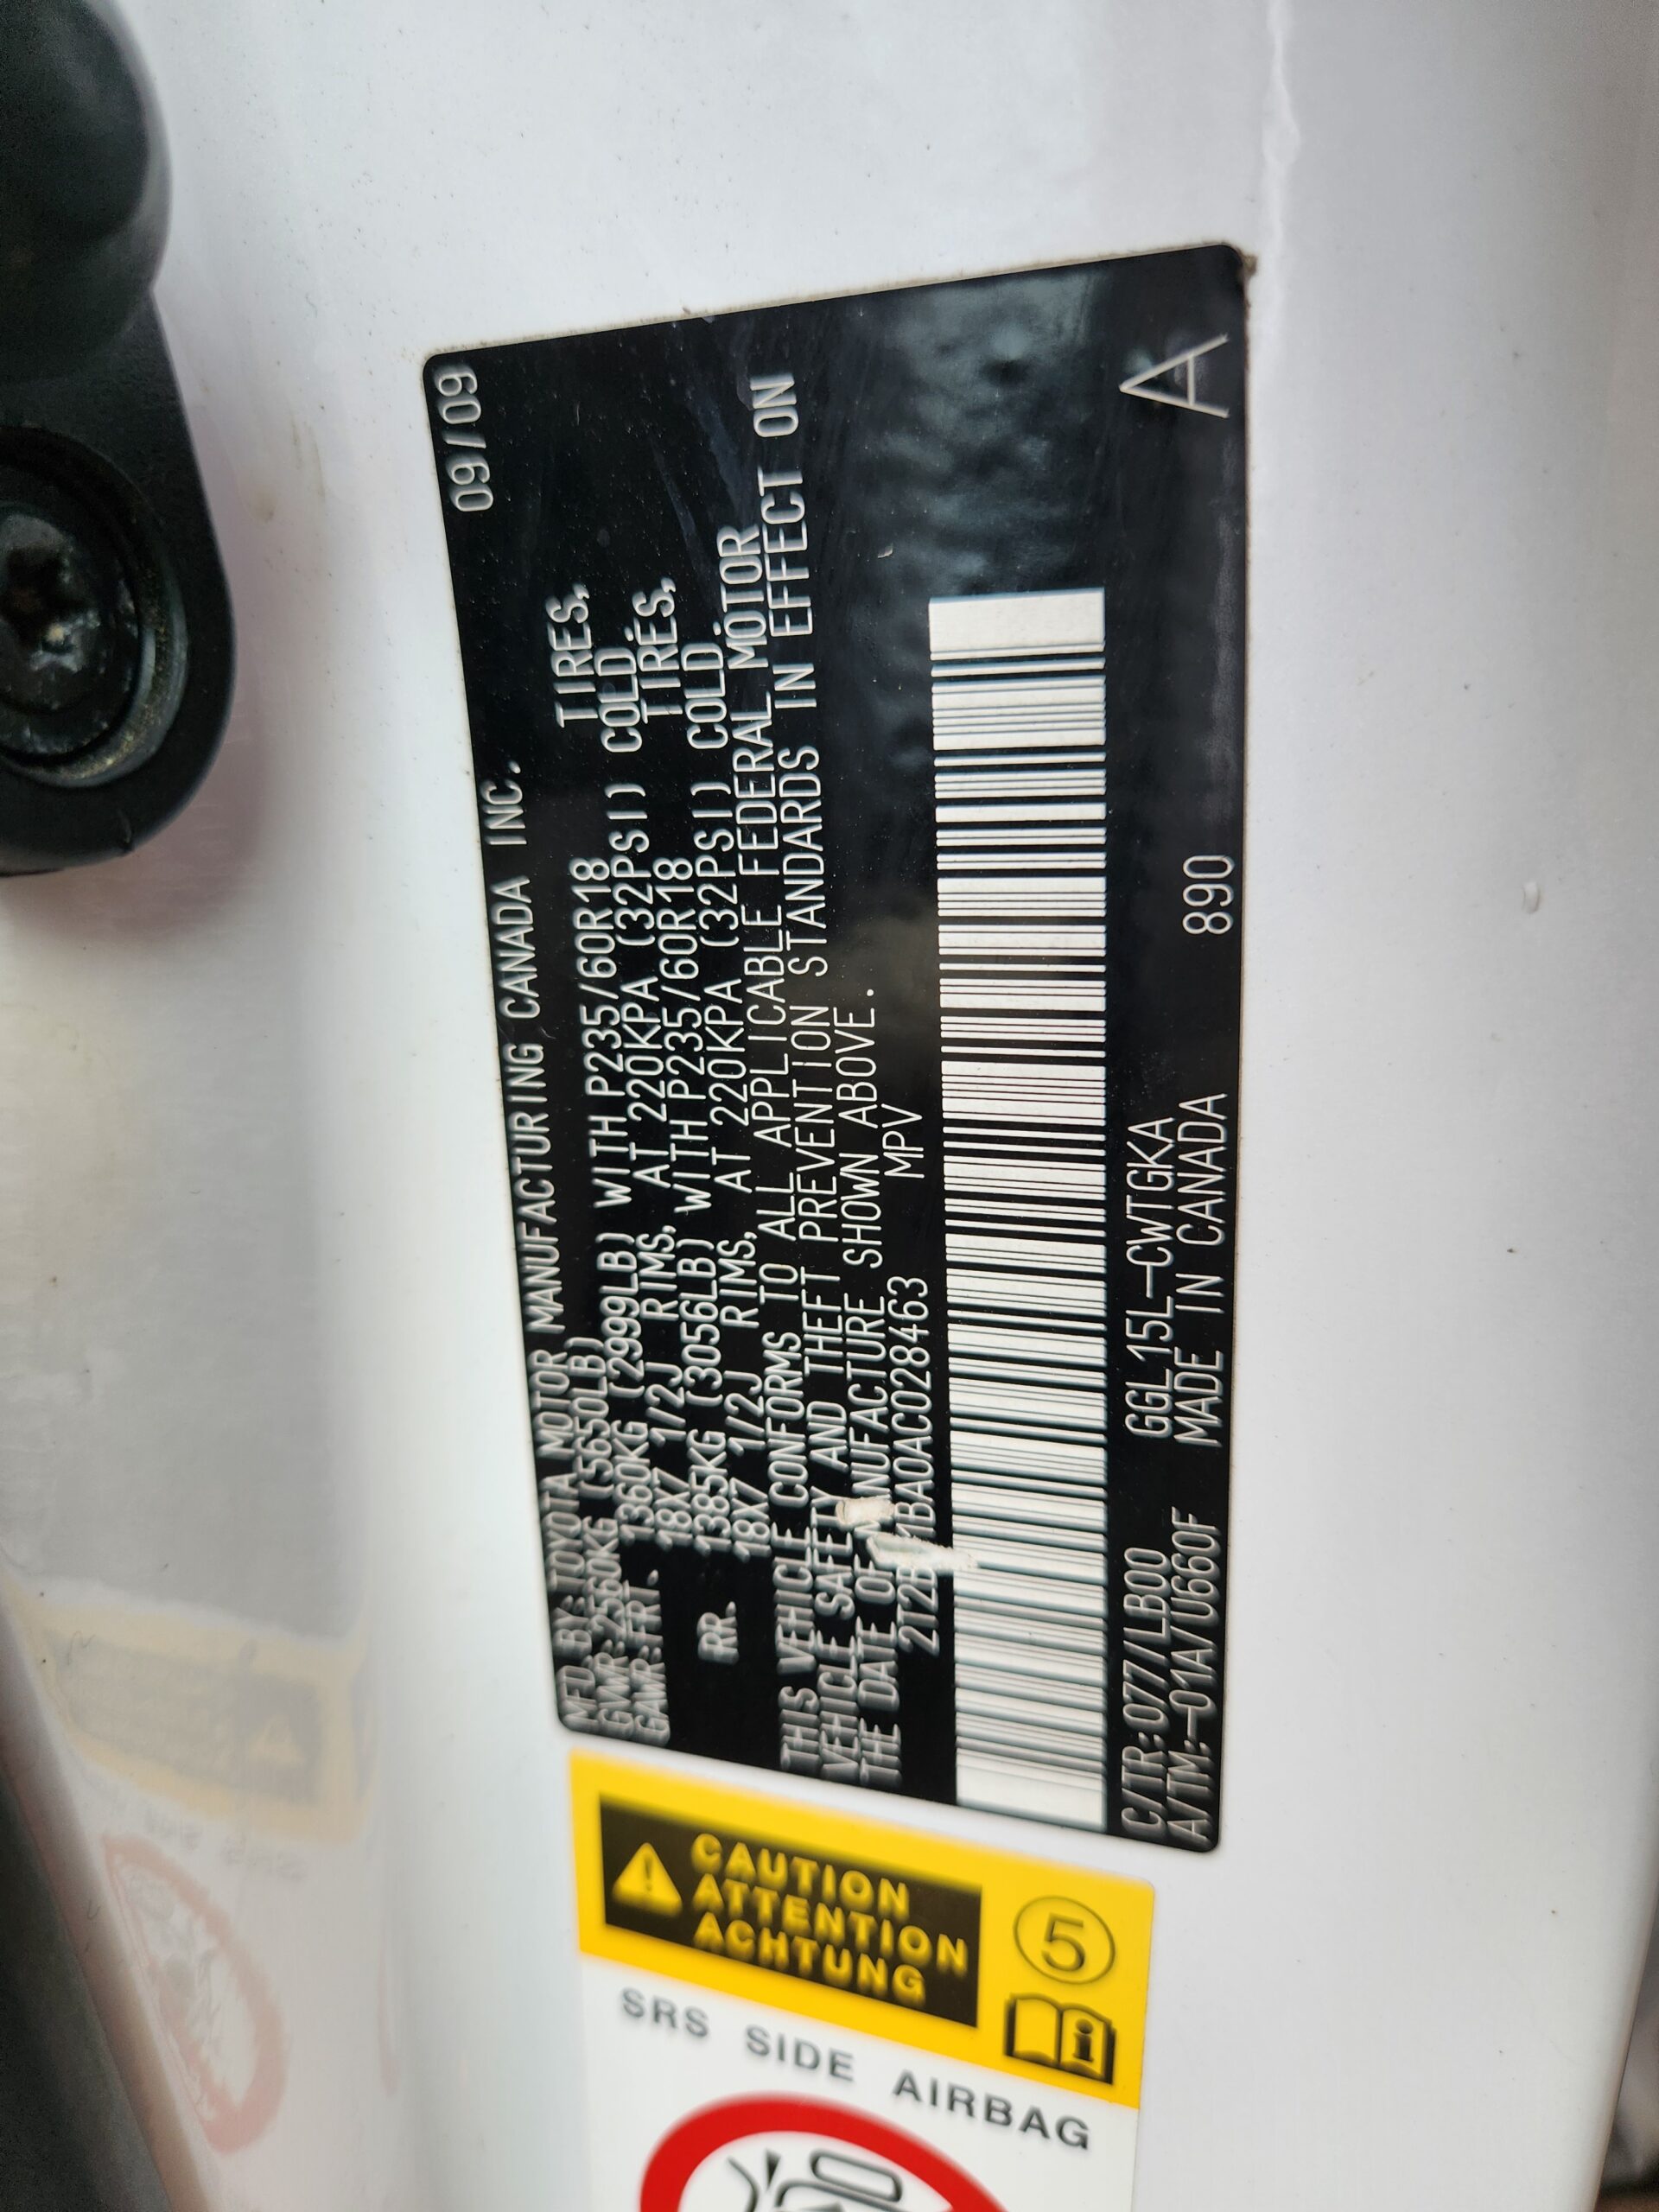 09/09
MFD BY:TOYOTA MOTOR MANUFACTURING CANADA INC.
GVWR:2560KG (5650LB)
GAWR:FRT. 1360KG (2999LB) WITH P235/60R18 TIRES,
18X7 1/2J RIMS, AT 220KPA (32PSI) COLD
RR. 1385KG (3056LB) WITH P235/60R18 TIRES,
18X7 1/2J RIMS, AT 220KPA (32PSI) COLD
THIS VEHICLE CONFORMS TO ALL APPLICABLE FEDERAL MOTOR
VEHICLE SAFETY AND THEFT PREVENTION STANDARDS IN EFFECT ON
THE DATE OF MANUFACTURE SHOWN ABOVE.
MPV
C/TR:077/LB00 GGL15L-CWTGKA
A/TM:-01A/U660F MADE IN CANADA 890 A
CAUTION
ATTENTION
ACHTUNG
5
SRS SIDE AIRBAG